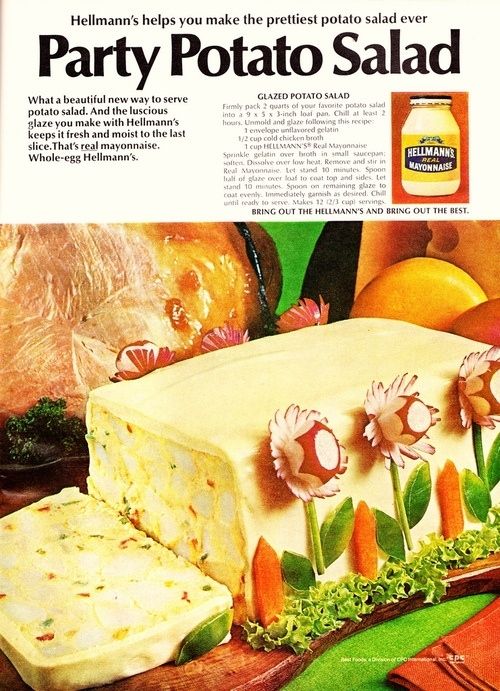 Hellmann's helps you make the prettiest potato salad ever
Party Potato Salad
What a beautiful new way to serve
potato salad. And the luscious
glaze you make with Hellmann's
keeps it fresh and moist to the last
slice. That's real mayonnaise.
Whole-egg Hellmann's.
GLAZED POTATO SALAD
Firmly pack 2 quarts of your favorite potato salad
into a 9 x 5 x 3-inch loaf pan. Chill at least 2
hours. Unmold and glaze following this recipe:
1 envelope unflavored gelatin
1/2 cup cold chicken broth
1 cup HELLMANN'S® Real Mayonnaise
Sprinkle gelatin over broth in small saucepan;
soften. Dissolve over low heat. Remove and stir in
Real Mayonnaise. Let stand 10 minutes. Spoon
half of glaze over loaf to coat top and sides. Let
stand 10 minutes. Spoon on remaining glaze to
coat evenly. Immediately garnish as desired. Chill
until ready to serve. Makes 12 (2/3 cup) servings.
BRING OUT THE HELLMANN'S AND BRING OUT THE BEST.
HELLMANN'S
REAL
MAYONNAISE
Best Foods, a Division of CPC International, Inc. CPC